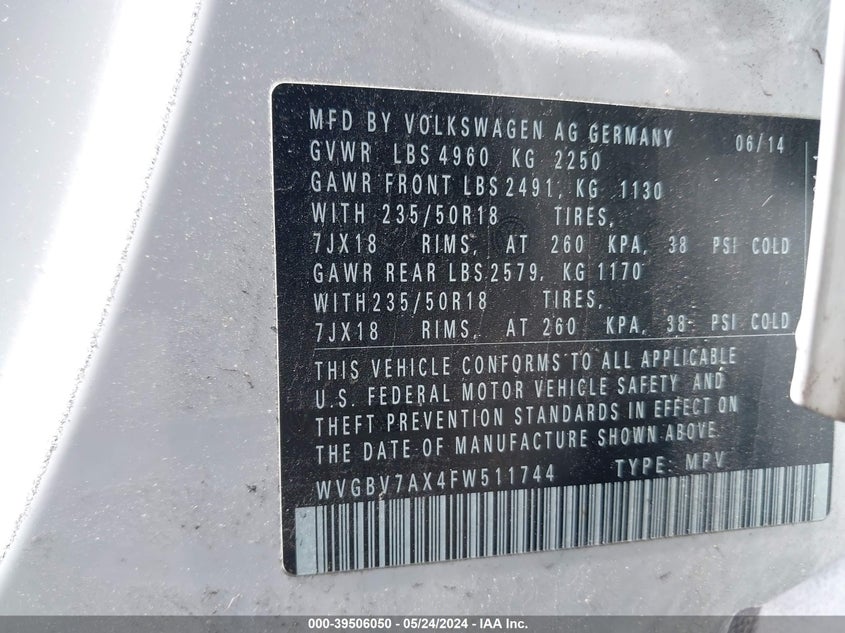 MFD BY VOLKSWAGEN AG GERMANY 06/14
GVWR LBS 4960 KG 2250
GAWR FRONT LBS 2491, KG 1130
WITH 235/50R18 TIRES,
7JX18 RIMS, AT 260 KPA, 38 PSI COLD
GAWR REAR LBS 2579, KG 1170
WITH 235/50R18 TIRES,
7JX18 RIMS, AT 260 KPA, 38 PSI COLD
THIS VEHICLE CONFORMS TO ALL APPLICABLE
U.S. FEDERAL MOTOR VEHICLE SAFETY AND
THEFT PREVENTION STANDARDS IN EFFECT ON
THE DATE OF MANUFACTURE SHOWN ABOVE
WVGBV7AX4FW511744 TYPE: MPV
000-39506050 - 05/24/2024 - IAA Inc.